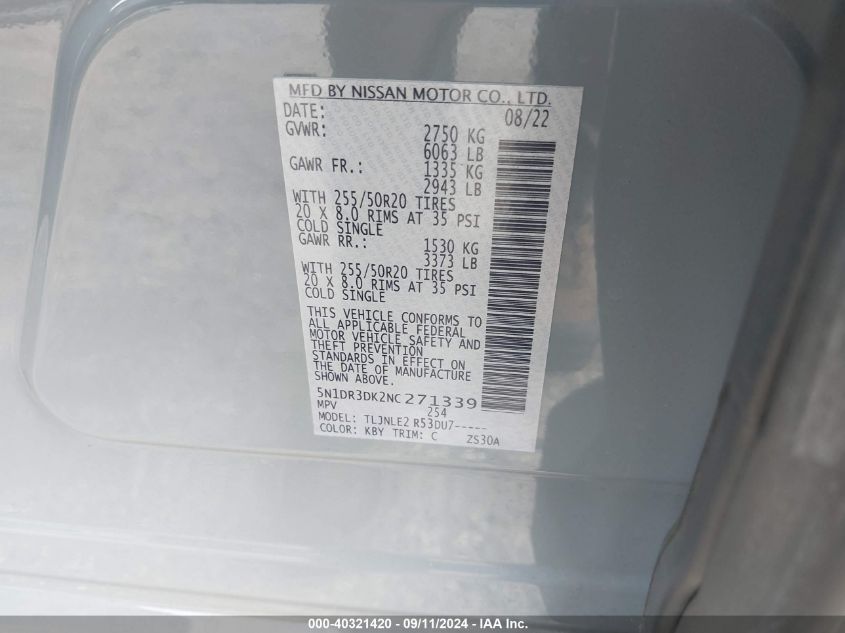 MFD BY NISSAN MOTOR CO., LTD.
DATE: 08/22
GVWR: 2750 KG
6063 LB
GAWR FR.: 1335 KG
2943 LB
WITH 255/50R20 TIRES
20 X 8.0 RIMS AT 35 PSI
COLD SINGLE
GAWR RR.: 1530 KG
3373 LB
WITH 255/50R20 TIRES
20 X 8.0 RIMS AT 35 PSI
COLD SINGLE
THIS VEHICLE CONFORMS TO
ALL APPLICABLE FEDERAL
MOTOR VEHICLE SAFETY AND
THEFT PREVENTION
STANDARDS IN EFFECT ON
THE DATE OF MANUFACTURE
SHOWN ABOVE.
5N1DR3DK2NC271339
MPV 254
MODEL: TLJNLE2 R53DU7-----
COLOR: KBY TRIM: C ZS30A
000-40321420 - 09/11/2024 - IAA Inc.